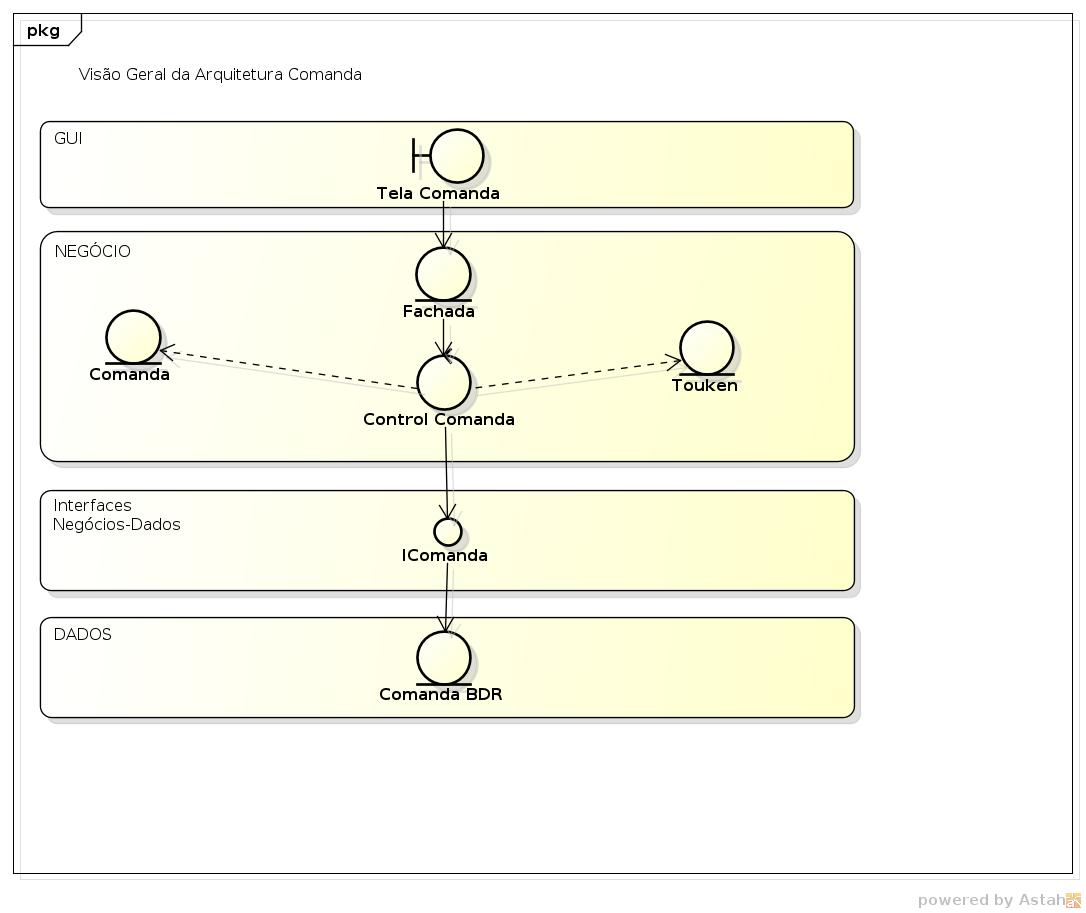 pkg
Visão Geral da Arquitetura Comanda
GUI
Tela Comanda
NEGÓCIO
Fachada
Comanda
Touken
Control Comanda
Interfaces
Negócios-Dados
IComanda
DADOS
Comanda BDR
powered by Astah